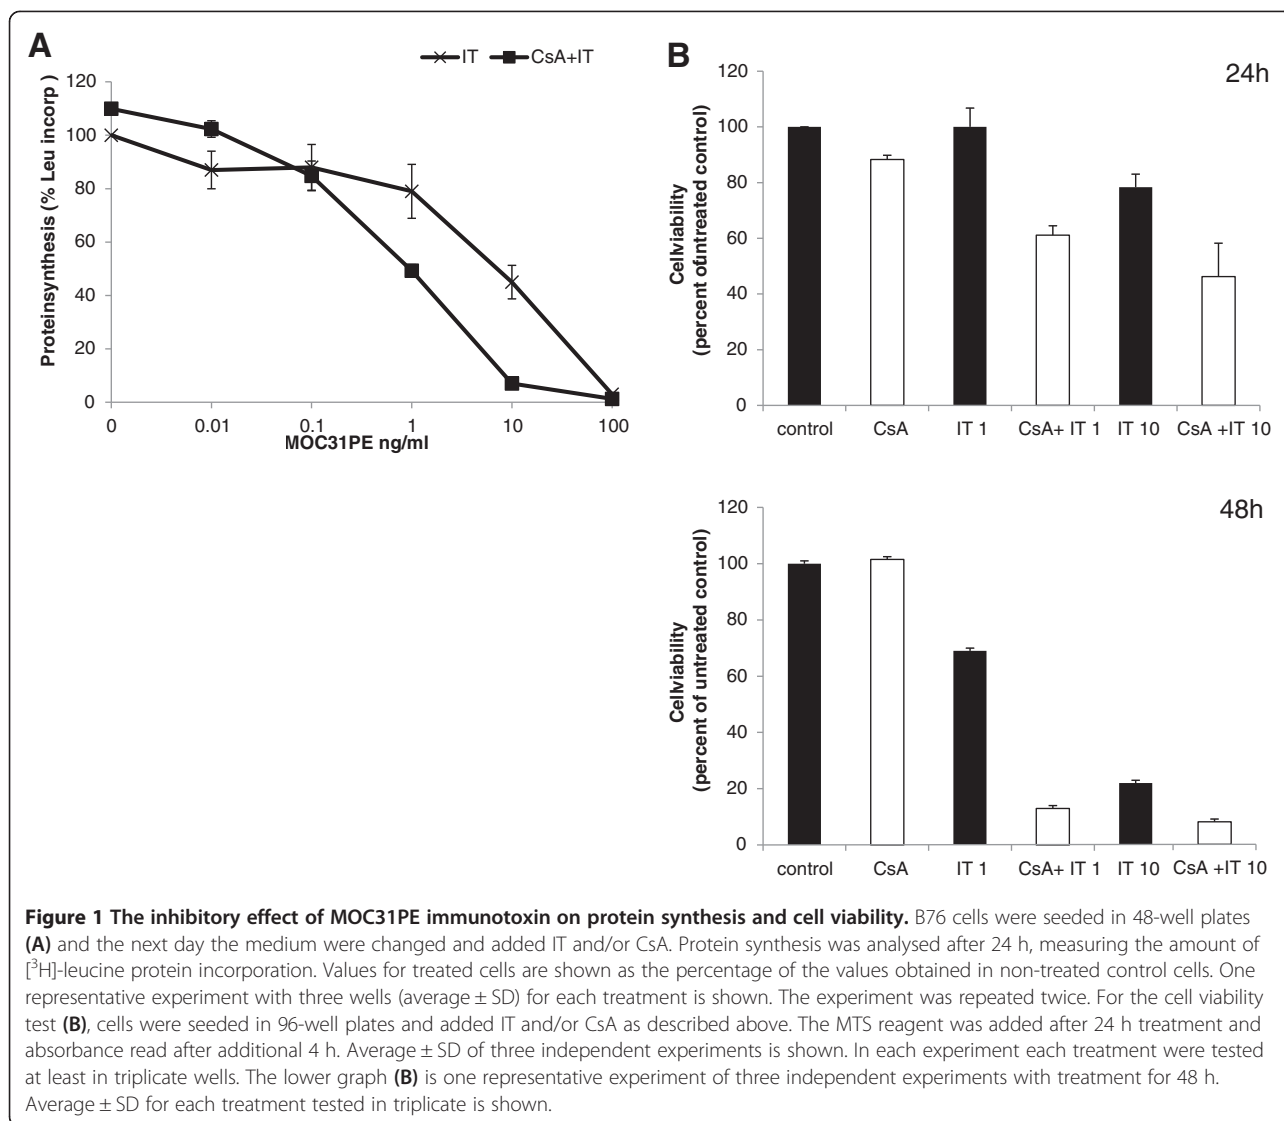 A
IT CsA+IT
Proteinsynthesis (% Leu incorp )
120
100
80
60
40
20
0
0 0.01 0.1 1 10 100
MOC31PE ng/ml
B
24h
Cellviability
(percent ofuntreated control)
120
100
80
60
40
20
0
control CsA IT 1 CsA+ IT 1 IT 10 CsA +IT 10
48h
Cellviability
(percent of untreated control)
120
100
80
60
40
20
0
control CsA IT 1 CsA+ IT 1 IT 10 CsA +IT 10
Figure 1 The inhibitory effect of MOC31PE immunotoxin on protein synthesis and cell viability. B76 cells were seeded in 48-well plates
(A) and the next day the medium were changed and added IT and/or CsA. Protein synthesis was analysed after 24 h, measuring the amount of
[³H]-leucine protein incorporation. Values for treated cells are shown as the percentage of the values obtained in non-treated control cells. One
representative experiment with three wells (average ± SD) for each treatment is shown. The experiment was repeated twice. For the cell viability
test (B), cells were seeded in 96-well plates and added IT and/or CsA as described above. The MTS reagent was added after 24 h treatment and
absorbance read after additional 4 h. Average ± SD of three independent experiments is shown. In each experiment each treatment were tested
at least in triplicate wells. The lower graph (B) is one representative experiment of three independent experiments with treatment for 48 h.
Average ± SD for each treatment tested in triplicate is shown.